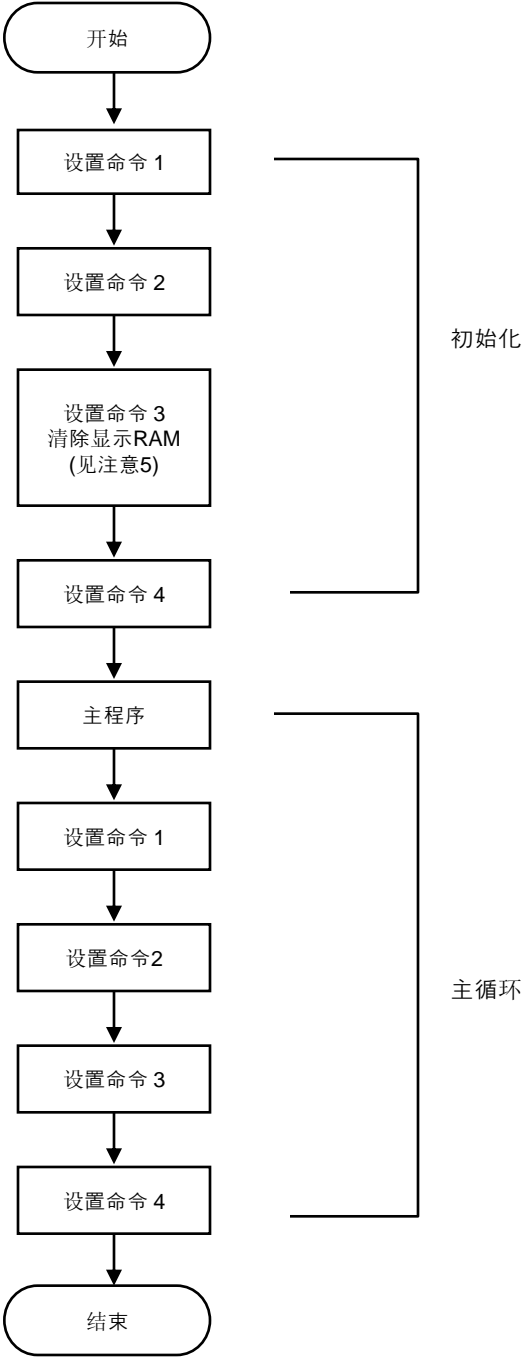 开始
设置命令 1
设置命令 2
设置命令 3
清除显示RAM
(见注意5)
设置命令 4
初始化
主程序
设置命令 1
设置命令2
设置命令 3
设置命令 4
主循环
结束